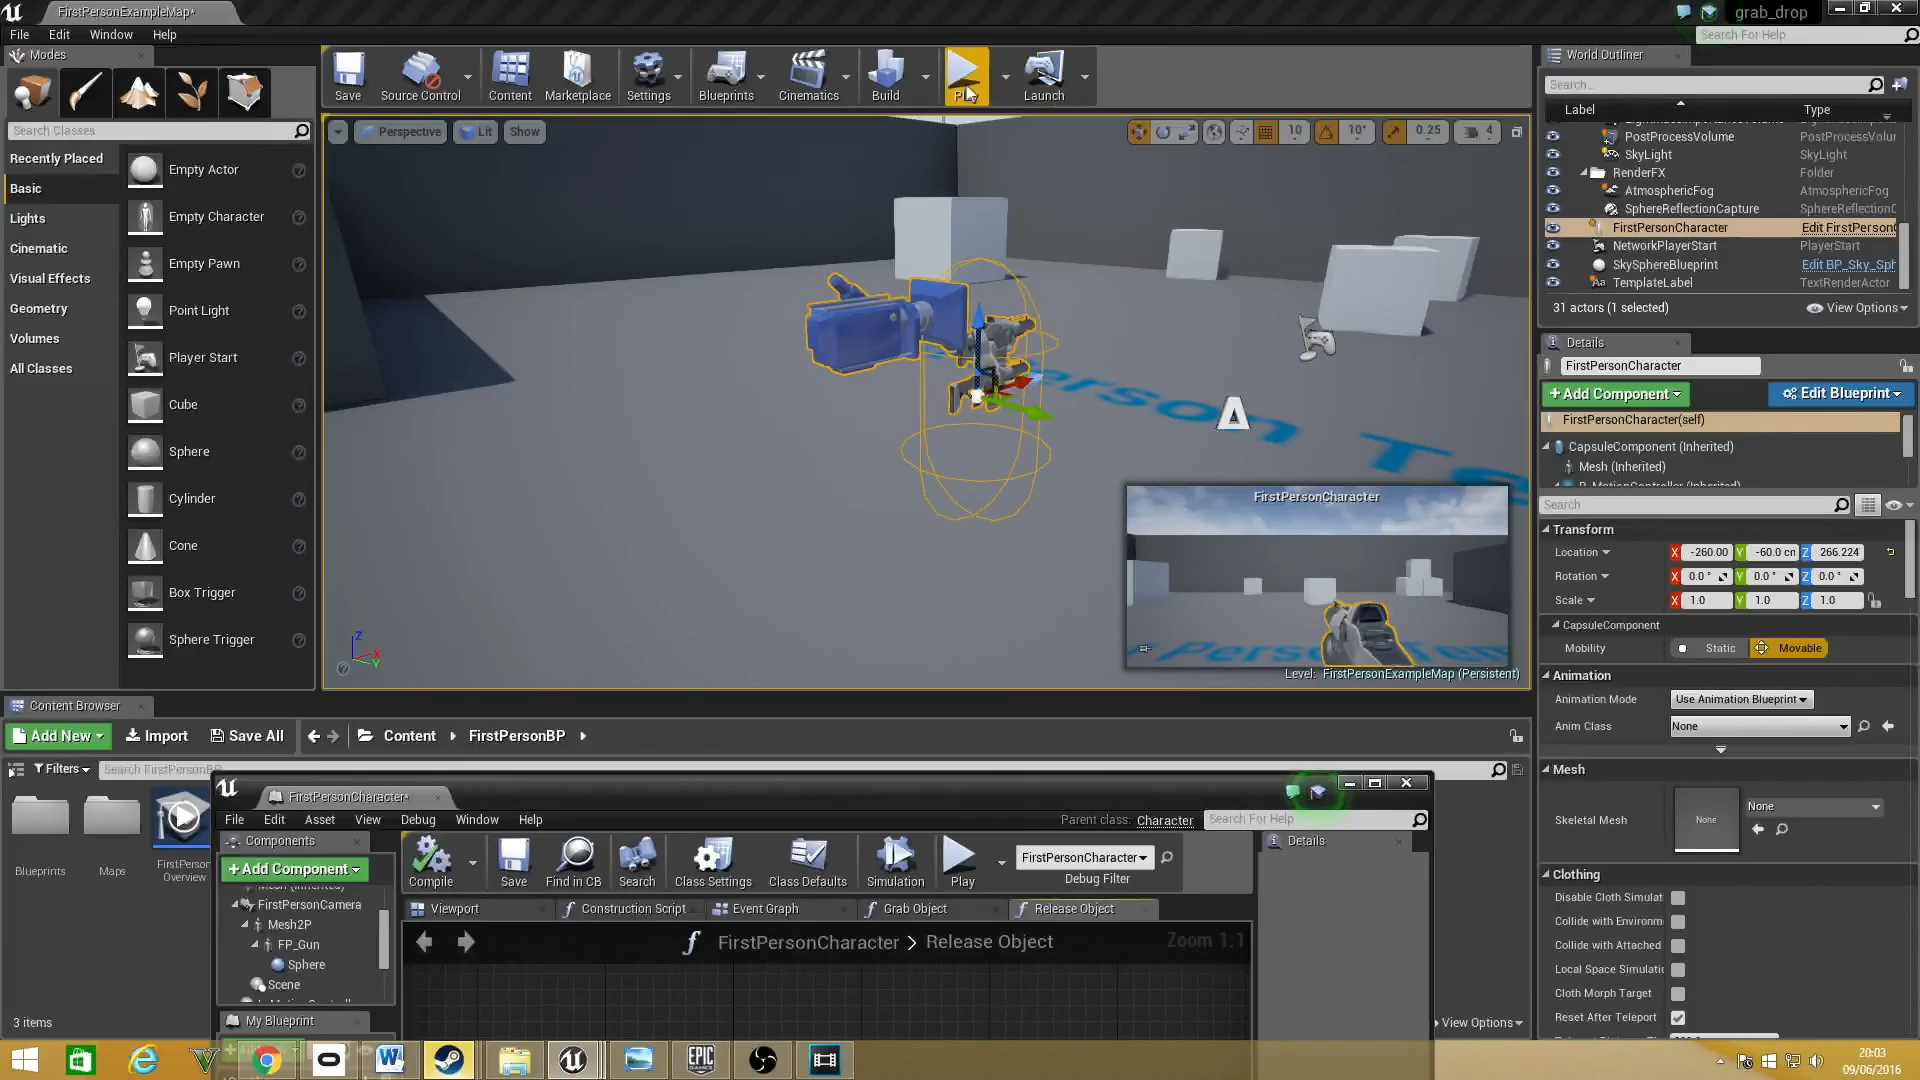 FirstPersonExampleMap*
grab_drop
File Edit Window Help
Search For Help
Modes
Search Classes
Recently Placed
Basic
Lights
Cinematic
Visual Effects
Geometry
Volumes
All Classes
Empty Actor
Empty Character
Empty Pawn
Point Light
Player Start
Cube
Sphere
Cylinder
Cone
Box Trigger
Sphere Trigger
Save Source Control Content Marketplace Settings Blueprints Cinematics Build Launch
Perspective Lit Show
10 10° 0.25 4
FirstPersonCharacter
Level: FirstPersonExampleMap (Persistent)
World Outliner
Search...
Label Type
PostProcessVolume PostProcessVolur
SkyLight SkyLight
RenderFX Folder
AtmosphericFog AtmosphericFog
SphereReflectionCapture SphereReflectionC
FirstPersonCharacter Edit FirstPerson
NetworkPlayerStart PlayerStart
SkySphereBlueprint Edit BP_Sky_Sph
TemplateLabel TextRenderActor
31 actors (1 selected) View Options
Details
FirstPersonCharacter
+Add Component Edit Blueprint
FirstPersonCharacter(self)
CapsuleComponent (Inherited)
Mesh (Inherited)
Search
Transform
Location X -260.00 Y -60.0 cm Z 266.224
Rotation X 0.0 ° Y 0.0 ° Z 0.0 °
Scale X 1.0 Y 1.0 Z 1.0
CapsuleComponent
Mobility Static Movable
Animation
Animation Mode Use Animation Blueprint
Anim Class None
Mesh
Skeletal Mesh None None
Clothing
Disable Cloth Simulat
Collide with Environm
Collide with Attached
Local Space Simulatio
Cloth Morph Target
Reset After Teleport
Content Browser
Add New Import Save All Content FirstPersonBP
Filters Search FirstPersonBP
Blueprints
Maps
FirstPerson
Overview
3 items
View Options
FirstPersonCharacter*
File Edit Asset View Debug Window Help
Parent class: Character
Search For Help
Components
+Add Component
FirstPersonCamera
Mesh2P
FP_Gun
Sphere
Scene
My Blueprint
Compile Save Find in CB Search Class Settings Class Defaults Simulation Play
FirstPersonCharacter
Debug Filter
Details
Viewport Construction Script Event Graph Grab Object Release Object
FirstPersonCharacter > Release Object
Zoom 1:1
20:03
09/06/2016